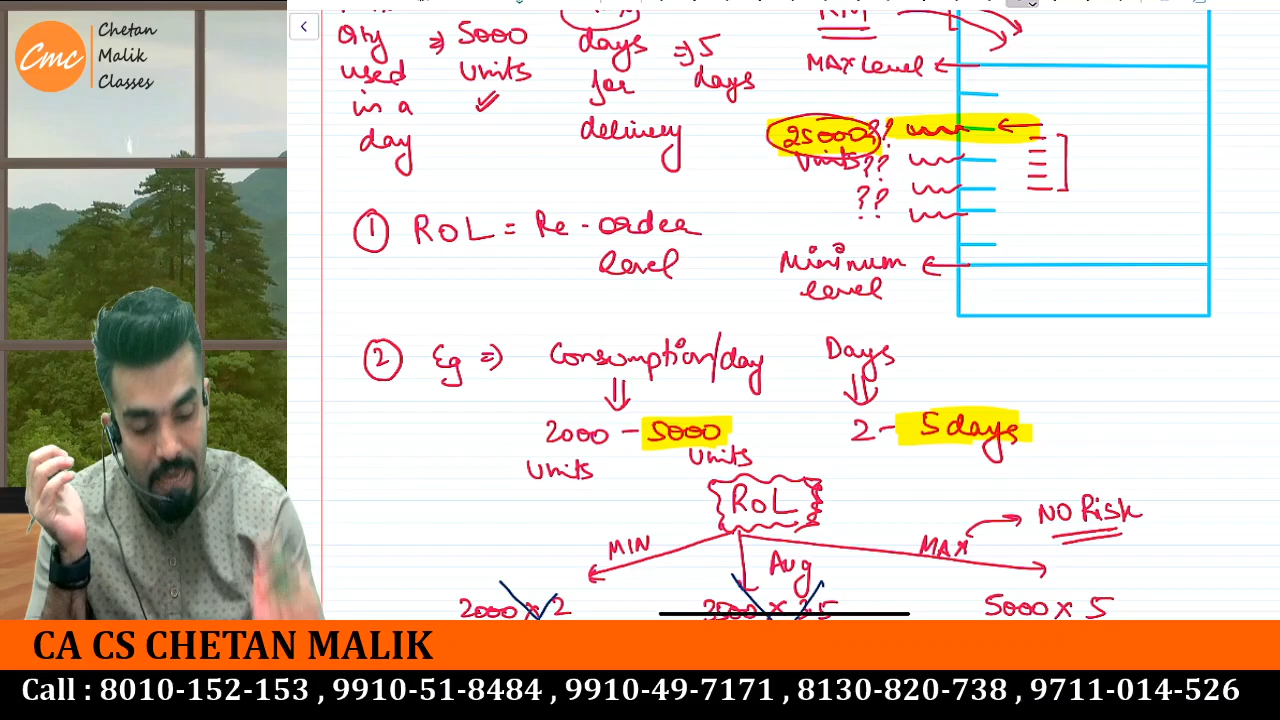 Chetan
Malik
Classes
cmc
Qty
used
in a
day
⇒ 5000
Units
days
for
delivery
⇒ 5
days
RM
MAX Level
25000 ??
Units ??
??
Minimum
level
① ROL = Re-order
level
② Eg ⇒ Consumption/day Days
2000 - 5000 2 - 5 days
Units Units
ROL
MIN Avg MAX NO Risk
2000 x 2 5000 x 5
CA CS CHETAN MALIK
Call : 8010-152-153 , 9910-51-8484 , 9910-49-7171 , 8130-820-738 , 9711-014-526